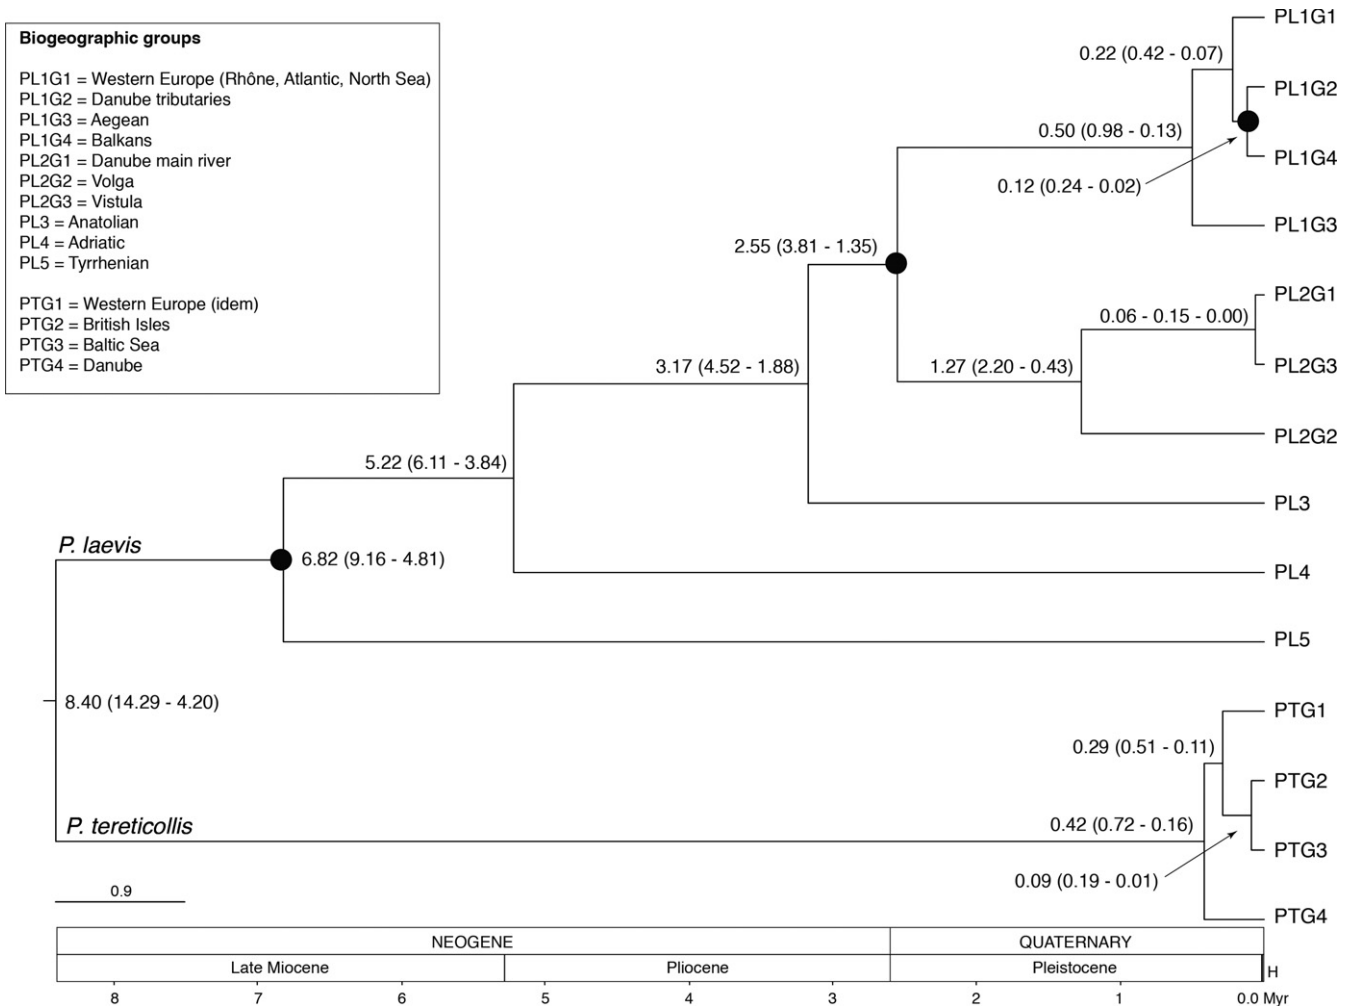 Biogeographic groups
PL1G1 = Western Europe (Rhône, Atlantic, North Sea)
PL1G2 = Danube tributaries
PL1G3 = Aegean
PL1G4 = Balkans
PL2G1 = Danube main river
PL2G2 = Volga
PL2G3 = Vistula
PL3 = Anatolian
PL4 = Adriatic
PL5 = Tyrrhenian
PTG1 = Western Europe (idem)
PTG2 = British Isles
PTG3 = Baltic Sea
PTG4 = Danube
PL1G1
0.22 (0.42 - 0.07)
PL1G2
0.50 (0.98 - 0.13)
PL1G4
0.12 (0.24 - 0.02)
PL1G3
2.55 (3.81 - 1.35)
PL2G1
0.06 - 0.15 - 0.00)
3.17 (4.52 - 1.88)
1.27 (2.20 - 0.43)
PL2G3
PL2G2
5.22 (6.11 - 3.84)
PL3
P. laevis
6.82 (9.16 - 4.81)
PL4
PL5
8.40 (14.29 - 4.20)
PTG1
0.29 (0.51 - 0.11)
PTG2
P. tereticollis
0.42 (0.72 - 0.16)
PTG3
0.09 (0.19 - 0.01)
0.9
PTG4
NEOGENE QUATERNARY
Late Miocene Pliocene Pleistocene H
8 7 6 5 4 3 2 1 0.0 Myr